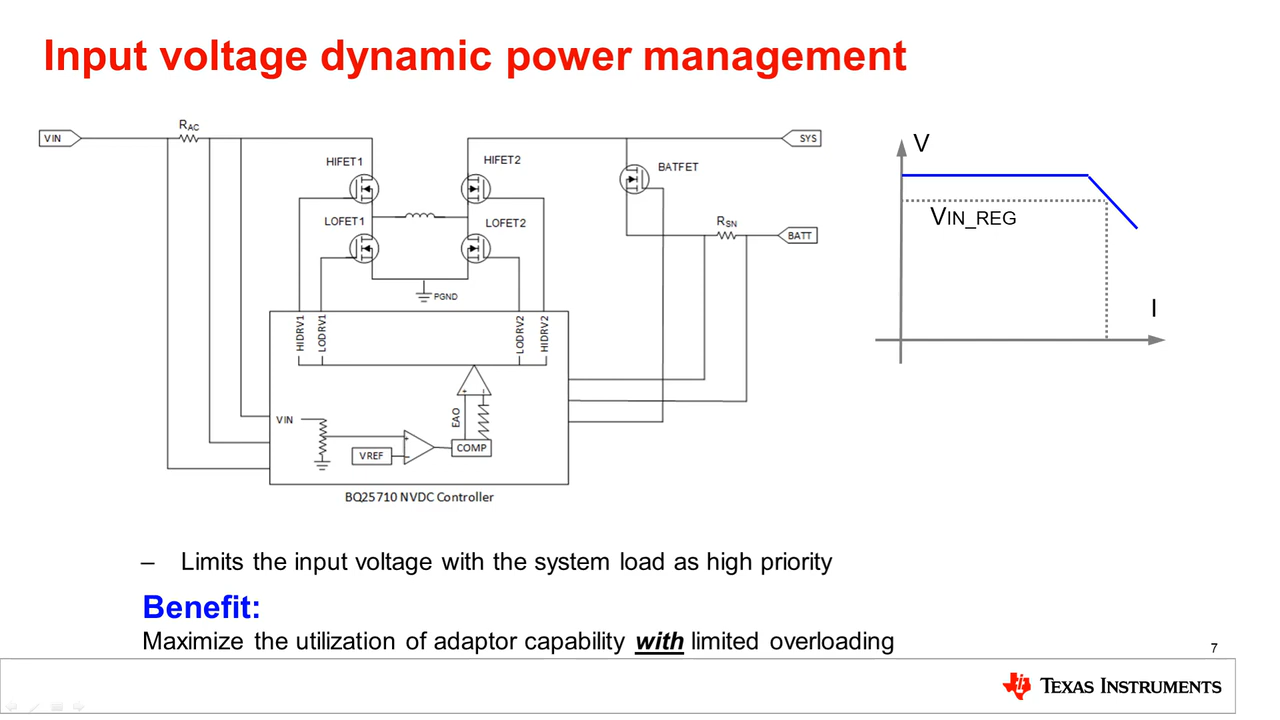 Input voltage dynamic power management
VIN
RAC
HIFET1
HIFET2
LOFET1
LOFET2
BATFET
SYS
RSN
BATT
PGND
HIDRV1
LODRV1
LODRV2
HIDRV2
VIN
VREF
EAO
COMP
+
−
+
−
BQ25710 NVDC Controller
V
VIN_REG
I
– Limits the input voltage with the system load as high priority
Benefit:
Maximize the utilization of adaptor capability with limited overloading
7
TEXAS INSTRUMENTS